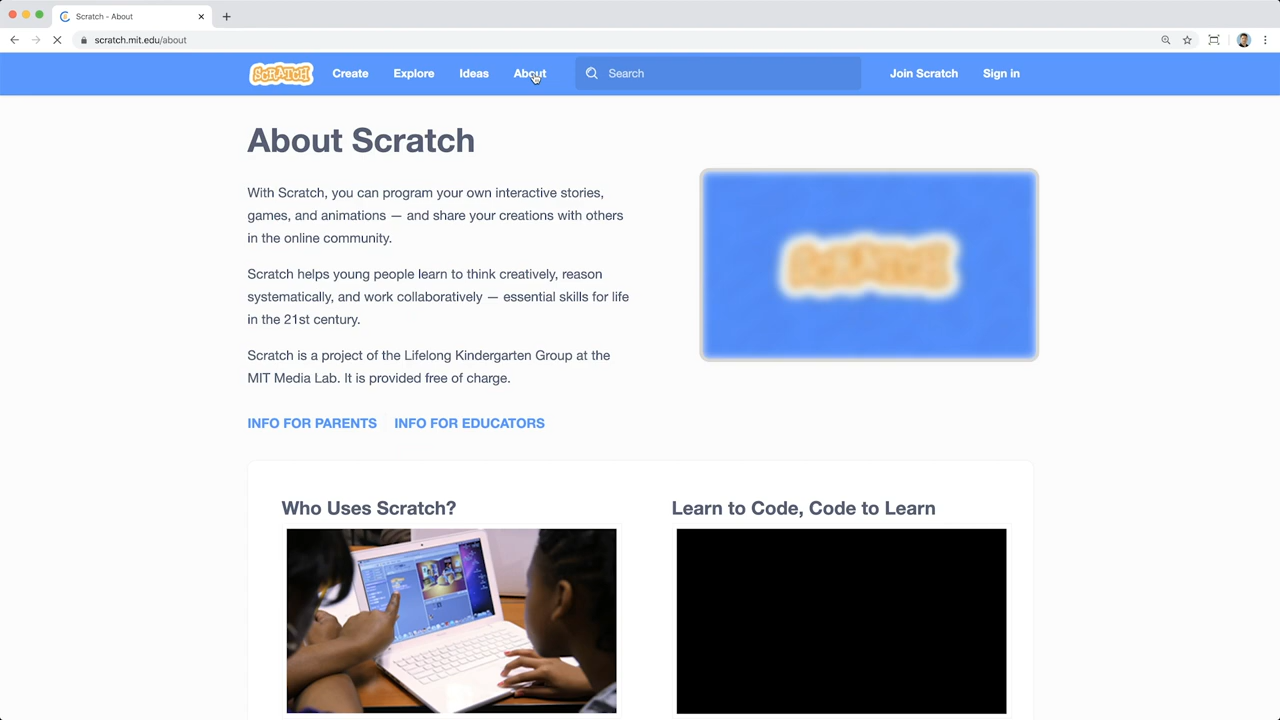 Scratch - About
scratch.mit.edu/about
SCRATCH Create Explore Ideas About Search Join Scratch Sign in
About Scratch
With Scratch, you can program your own interactive stories,
games, and animations — and share your creations with others
in the online community.
Scratch helps young people learn to think creatively, reason
systematically, and work collaboratively — essential skills for life
in the 21st century.
Scratch is a project of the Lifelong Kindergarten Group at the
MIT Media Lab. It is provided free of charge.
SCRATCH
INFO FOR PARENTS INFO FOR EDUCATORS
Who Uses Scratch?
Learn to Code, Code to Learn